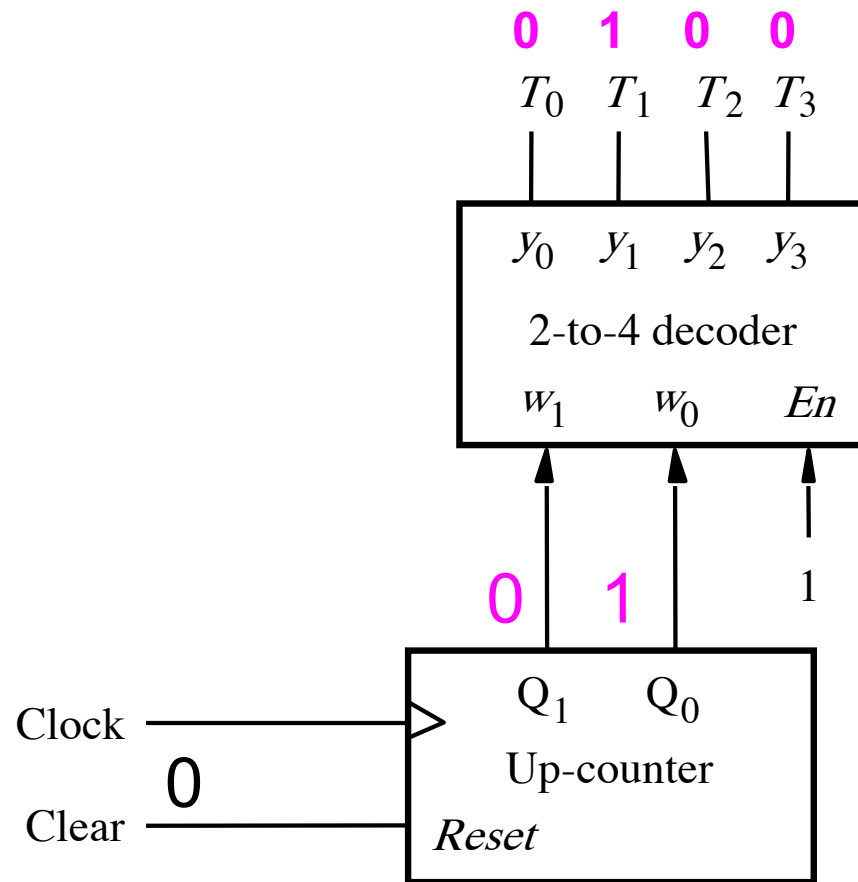 0 1 0 0
T0 T1 T2 T3
y0 y1 y2 y3
2-to-4 decoder
w1 w0 En
0 1 1
Q1 Q0
Clock
Up-counter
0
Clear Reset